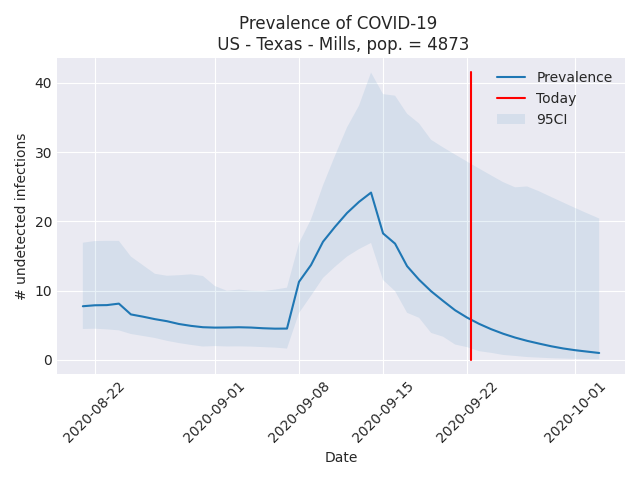 Prevalence of COVID-19
US - Texas - Mills, pop. = 4873
40
30
20
10
0
# undetected infections
Prevalence
Today
95CI
2020-08-22
2020-09-01
2020-09-08
2020-09-15
2020-09-22
2020-10-01
Date